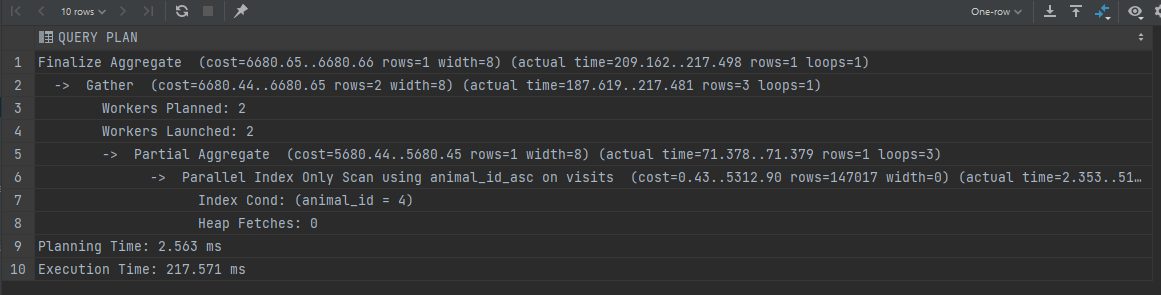 10 rows
One-row
QUERY PLAN
1 Finalize Aggregate (cost=6680.65..6680.66 rows=1 width=8) (actual time=209.162..217.498 rows=1 loops=1)
2 -> Gather (cost=6680.44..6680.65 rows=2 width=8) (actual time=187.619..217.481 rows=3 loops=1)
3 Workers Planned: 2
4 Workers Launched: 2
5 -> Partial Aggregate (cost=5680.44..5680.45 rows=1 width=8) (actual time=71.378..71.379 rows=1 loops=3)
6 -> Parallel Index Only Scan using animal_id_asc on visits (cost=0.43..5312.90 rows=147017 width=0) (actual time=2.353..51…
7 Index Cond: (animal_id = 4)
8 Heap Fetches: 0
9 Planning Time: 2.563 ms
10 Execution Time: 217.571 ms